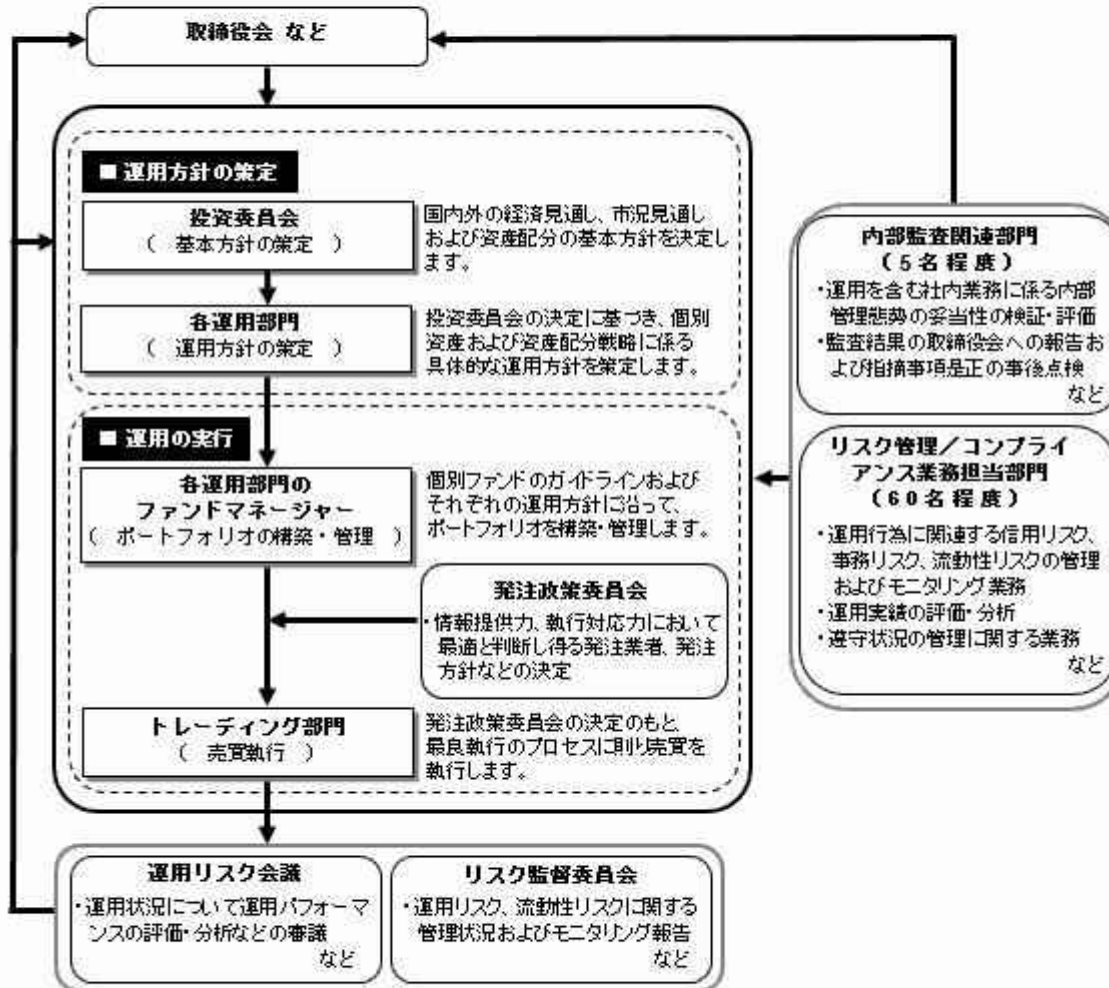 取締役会 など
■ 運用方針の策定
投資委員会
( 基本方針の策定 )
国内外の経済見通し、市況見通し
および資産配分の基本方針を決定し
ます。
各運用部門
( 運用方針の策定 )
投資委員会の決定に基づき、個別
資産および資産配分戦略に係る
具体的な運用方針を策定します。
■ 運用の実行
各運用部門の
ファンドマネージャー
( ポートフォリオの構築・管理 )
個別ファンドのガイドラインおよび
それぞれの運用方針に沿って、
ポートフォリオを構築・管理します。
発注政策委員会
・情報提供力、執行対応力において
最適と判断し得る発注業者、発注
方針などの決定
トレーディング部門
( 売買執行 )
発注政策委員会の決定のもと、
最良執行のプロセスに則り売買を
執行します。
運用リスク会議
・運用状況について運用パフォーマ
ンスの評価・分析などの審議
など
リスク監督委員会
・運用リスク、流動性リスクに関する
管理状況およびモニタリング報告
など
内部監査関連部門
(5名程度)
・運用を含む社内業務に係る内部
管理態勢の妥当性の検証・評価
・監査結果の取締役会への報告お
よび指摘事項是正の事後点検
など
リスク管理/コンプライ
アンス業務担当部門
(60名程度)
・運用行為に関連する信用リスク、
事務リスク、流動性リスクの管理
およびモニタリング業務
・運用実績の評価・分析
・遵守状況の管理に関する業務
など